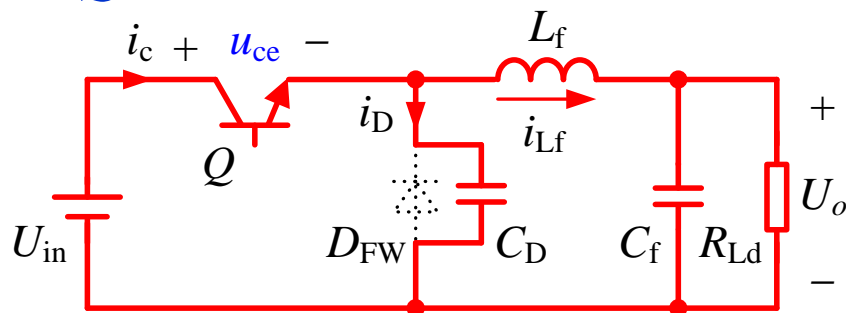 i_c + u_ce −
L_f
i_D
i_Lf
+
Q
U_in
D_FW
C_D
C_f
R_Ld
U_o
−